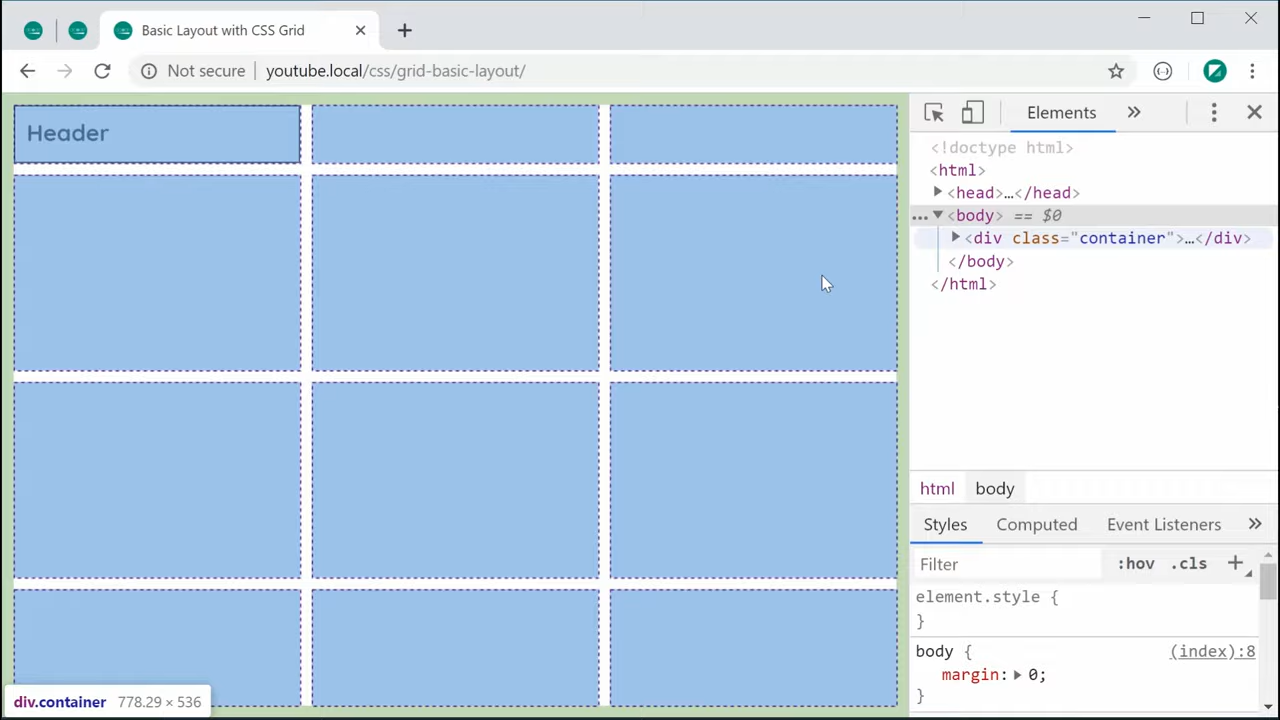 Basic Layout with CSS Grid
Not secure youtube.local/css/grid-basic-layout/
Elements
Header
<!doctype html>
<html>
<head>…</head>
… <body> == $0
<div class="container">…</div>
</body>
</html>
html body
Styles Computed Event Listeners
Filter :hov .cls
element.style {
}
body { (index):8
margin: 0;
}
div.container 778.29 × 536